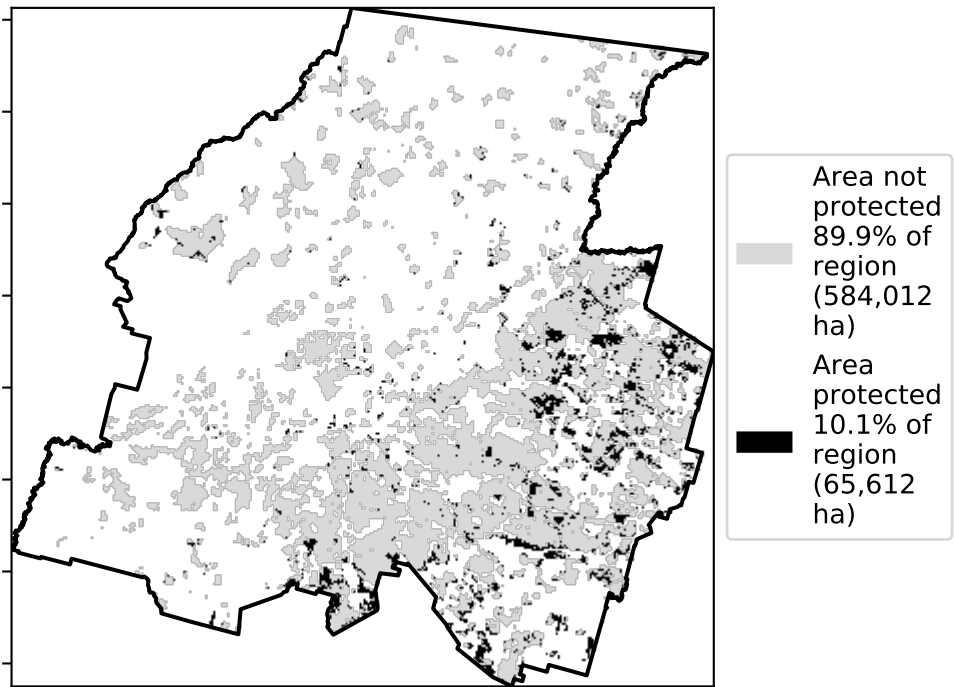 Area not
protected
89.9% of
region
(584,012
ha)
Area
protected
10.1% of
region
(65,612
ha)